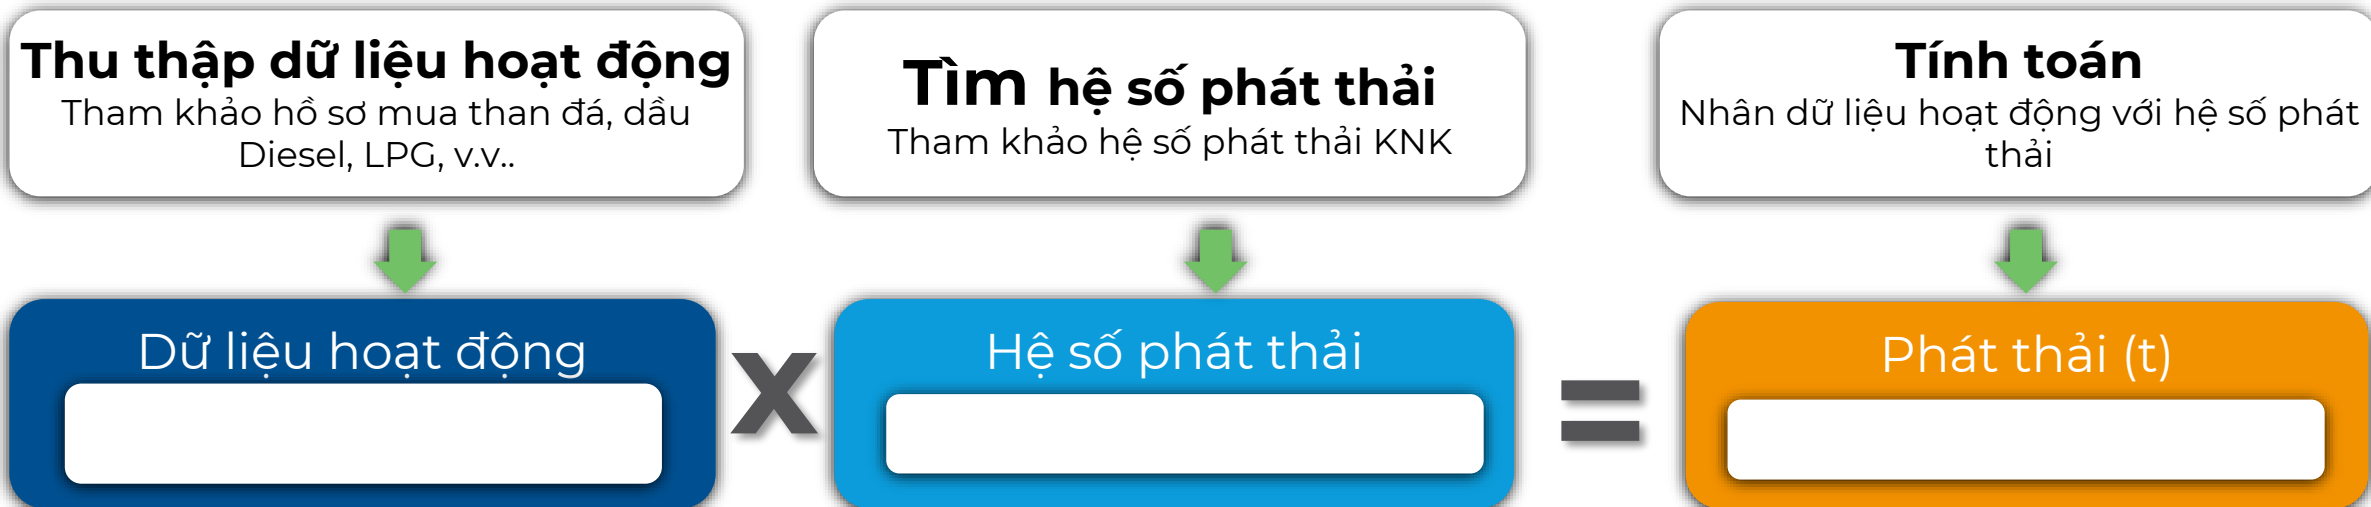 Thu thập dữ liệu hoạt động
Tham khảo hồ sơ mua than đá, dầu
Diesel, LPG, v.v..
Tìm hệ số phát thải
Tham khảo hệ số phát thải KNK
Tính toán
Nhân dữ liệu hoạt động với hệ số phát
thải
Dữ liệu hoạt động
x
Hệ số phát thải
=
Phát thải (t)